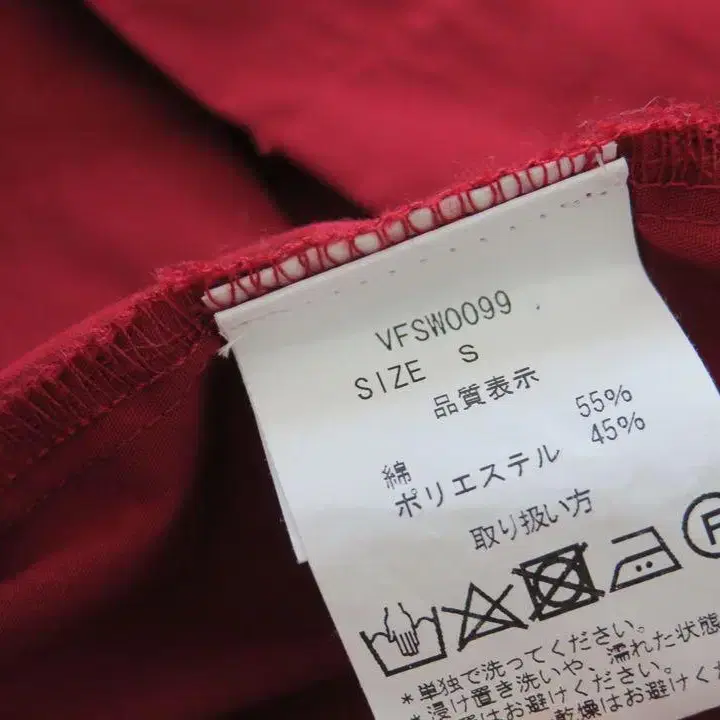 VFSW0099
SIZE S
品質表示
綿 55%
ポリエステル 45%
取り扱い方
F
*単独で洗ってください。
*浸け置き洗いや、濡れた状態
はお避けください。
乾燥はお避けくだ